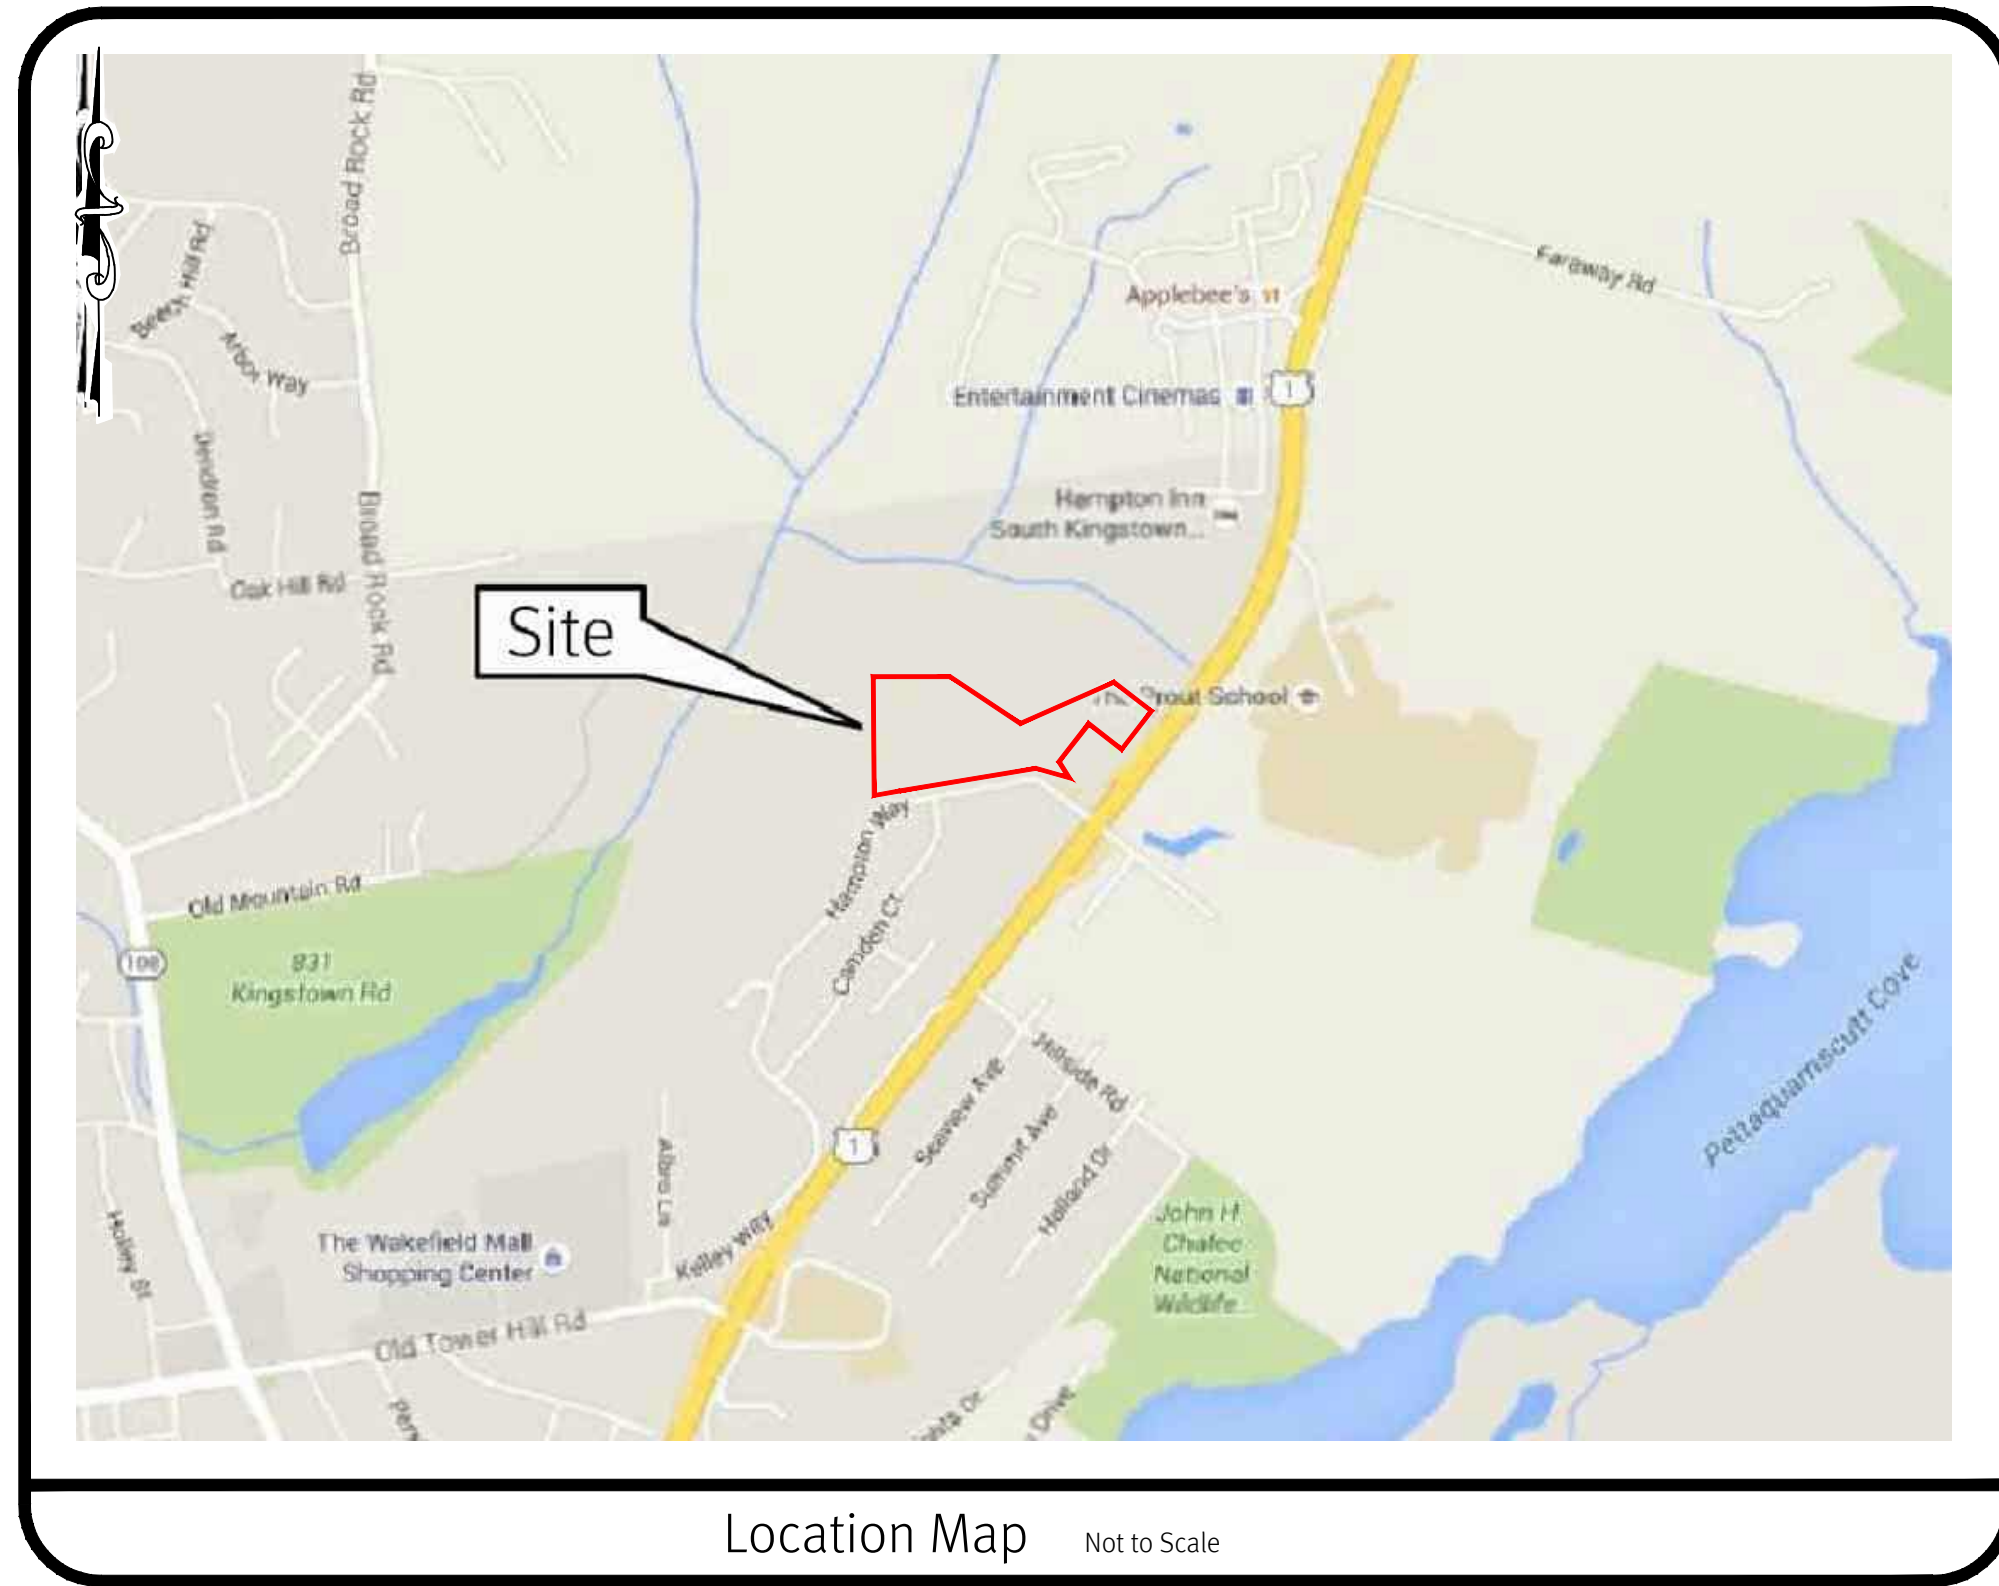 Broad Rock Rd
Beech Hill Rd
Arbor Way
Faraway Rd
Applebee's
Entertainment Cinemas
1
Hampton Inn
South Kingstown...
Broad Rock Rd
Oak Hill Rd
Site
Prout School
Hampton Way
Camden Ct
Old Mountain Rd
108
831
Kingstown Rd
Pettaquamscutt Cove
Hillside Rd
Seaview Ave
Summit Ave
Holland Dr
1
Albro Ln
Kelley Way
Holley St
The Wakefield Mall
Shopping Center
John H
Chafee
National
Wildlife...
Old Tower Hill Rd
Drive
Location Map
Not to Scale